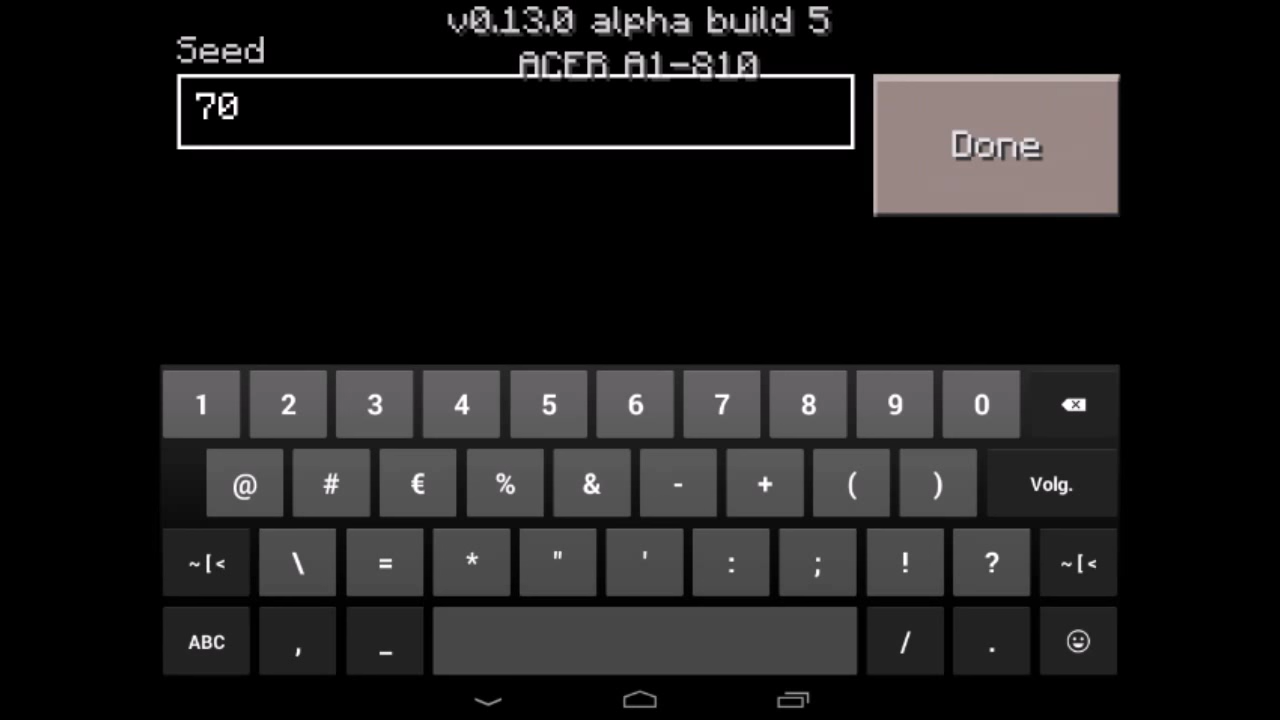 v0.13.0 alpha build 5
Seed
ACER A1-810
70
Done
1 2 3 4 5 6 7 8 9 0
@ # € % & - + ( ) Volg.
~[< \ = * " ' : ; ! ? ~[<
ABC , _ / .